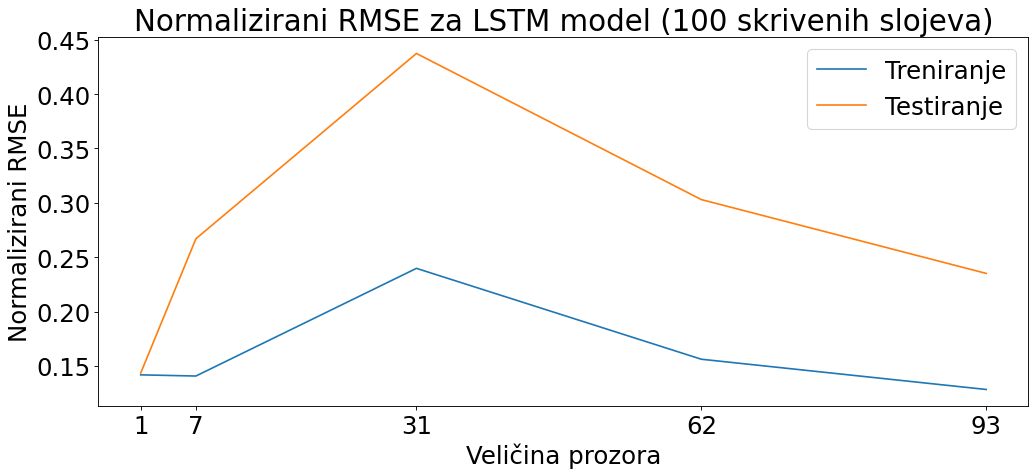 Normalizirani RMSE za LSTM model (100 skrivenih slojeva)
Normalizirani RMSE
0.45
0.40
0.35
0.30
0.25
0.20
0.15
Treniranje
Testiranje
1 7 31 62 93
Veličina prozora